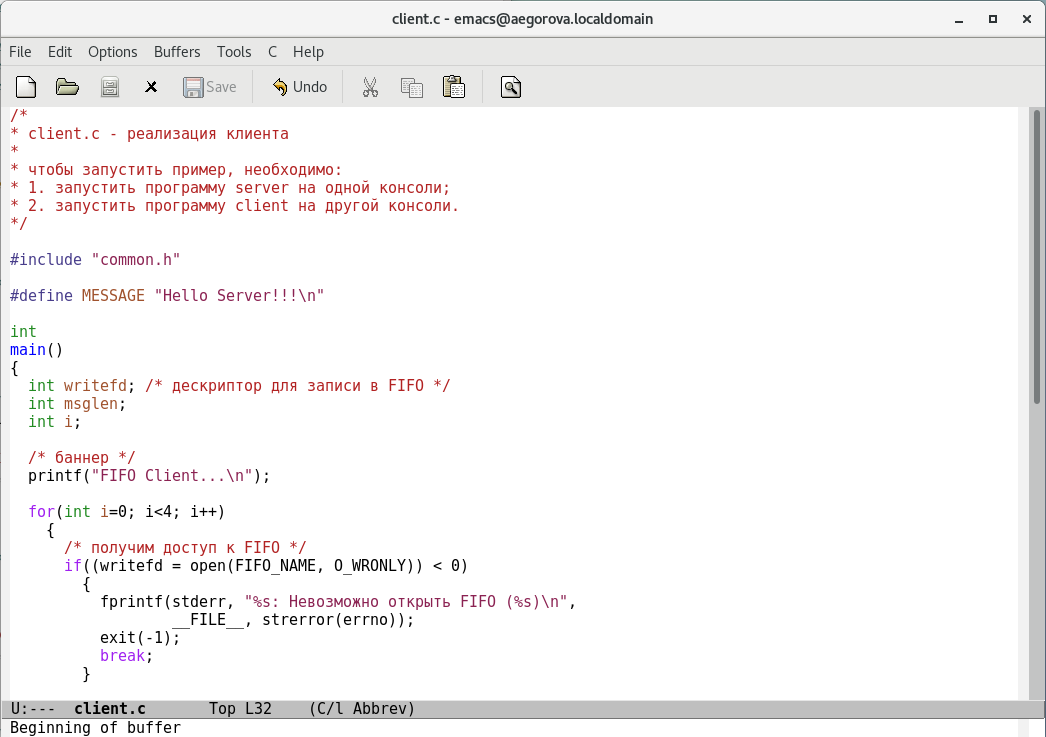 client.c - emacs@aegorova.localdomain
File Edit Options Buffers Tools C Help
Save Undo
/*
* client.c - реализация клиента
*
* чтобы запустить пример, необходимо:
* 1. запустить программу server на одной консоли;
* 2. запустить программу client на другой консоли.
*/
#include "common.h"
#define MESSAGE "Hello Server!!!\n"
int
main()
{
int writefd; /* дескриптор для записи в FIFO */
int msglen;
int i;
/* баннер */
printf("FIFO Client...\n");
for(int i=0; i<4; i++)
{
/* получим доступ к FIFO */
if((writefd = open(FIFO_NAME, O_WRONLY)) < 0)
{
fprintf(stderr, "%s: Невозможно открыть FIFO (%s)\n",
__FILE__, strerror(errno));
exit(-1);
break;
}
U:--- client.c Top L32 (C/l Abbrev)
Beginning of buffer